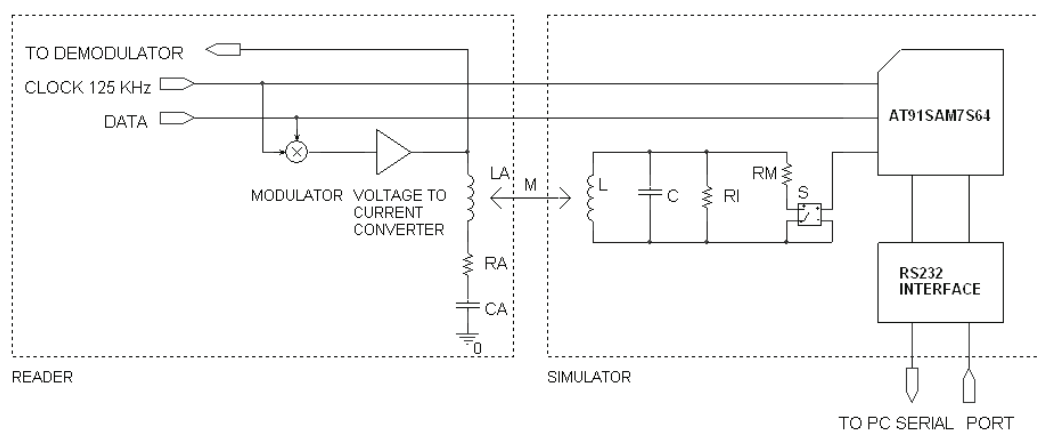 TO DEMODULATOR
CLOCK 125 KHz
DATA
MODULATOR
VOLTAGE TO
CURRENT
CONVERTER
LA
RA
CA
0
READER
M
L
C
RI
RM
S
AT91SAM7S64
RS232
INTERFACE
SIMULATOR
TO PC SERIAL PORT